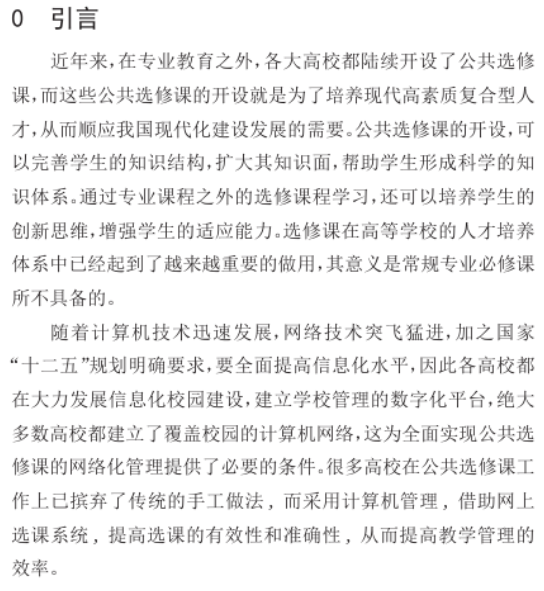 0 引言
近年来,在专业教育之外,各大高校都陆续开设了公共选修
课,而这些公共选修课的开设就是为了培养现代高素质复合型人
才,从而顺应我国现代化建设发展的需要。公共选修课的开设,可
以完善学生的知识结构,扩大其知识面,帮助学生形成科学的知
识体系。通过专业课程之外的选修课程学习,还可以培养学生的
创新思维,增强学生的适应能力。选修课在高等学校的人才培养
体系中已经起到了越来越重要的做用,其意义是常规专业必修课
所不具备的。
随着计算机技术迅速发展,网络技术突飞猛进,加之国家
“十二五”规划明确要求,要全面提高信息化水平,因此各高校都
在大力发展信息化校园建设,建立学校管理的数字化平台,绝大
多数高校都建立了覆盖校园的计算机网络,这为全面实现公共选
修课的网络化管理提供了必要的条件。很多高校在公共选修课工
作上已摈弃了传统的手工做法,而采用计算机管理,借助网上
选课系统,提高选课的有效性和准确性,从而提高教学管理的
效率。